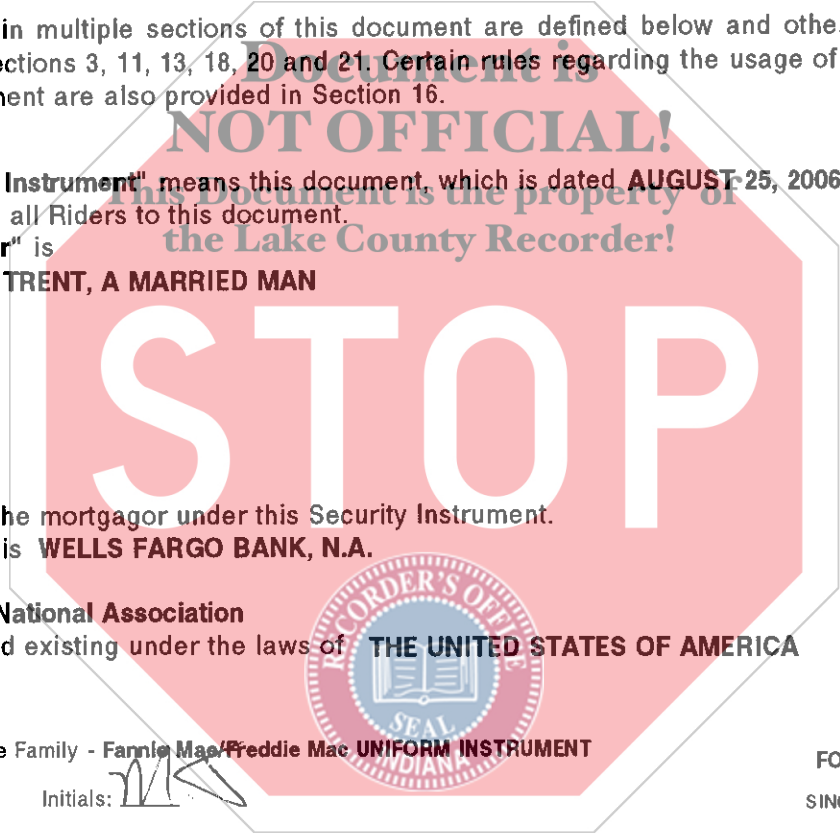 in multiple sections of this document are defined below and othe
ctions 3, 11, 13, 18, 20 and 21. Certain rules regarding the usage of
ent are also provided in Section 16.
Document is
NOT OFFICIAL!
This Document is the property of
the Lake County Recorder!
Instrument" means this document, which is dated AUGUST 25, 2006
all Riders to this document.
r" is
TRENT, A MARRIED MAN
STOP
he mortgagor under this Security Instrument.
is WELLS FARGO BANK, N.A.
National Association
d existing under the laws of THE UNITED STATES OF AMERICA
RECORDER'S OFFICE
SEAL
INDIANA
e Family - Fannie Mae/Freddie Mac UNIFORM INSTRUMENT
FO
Initials:
SIN